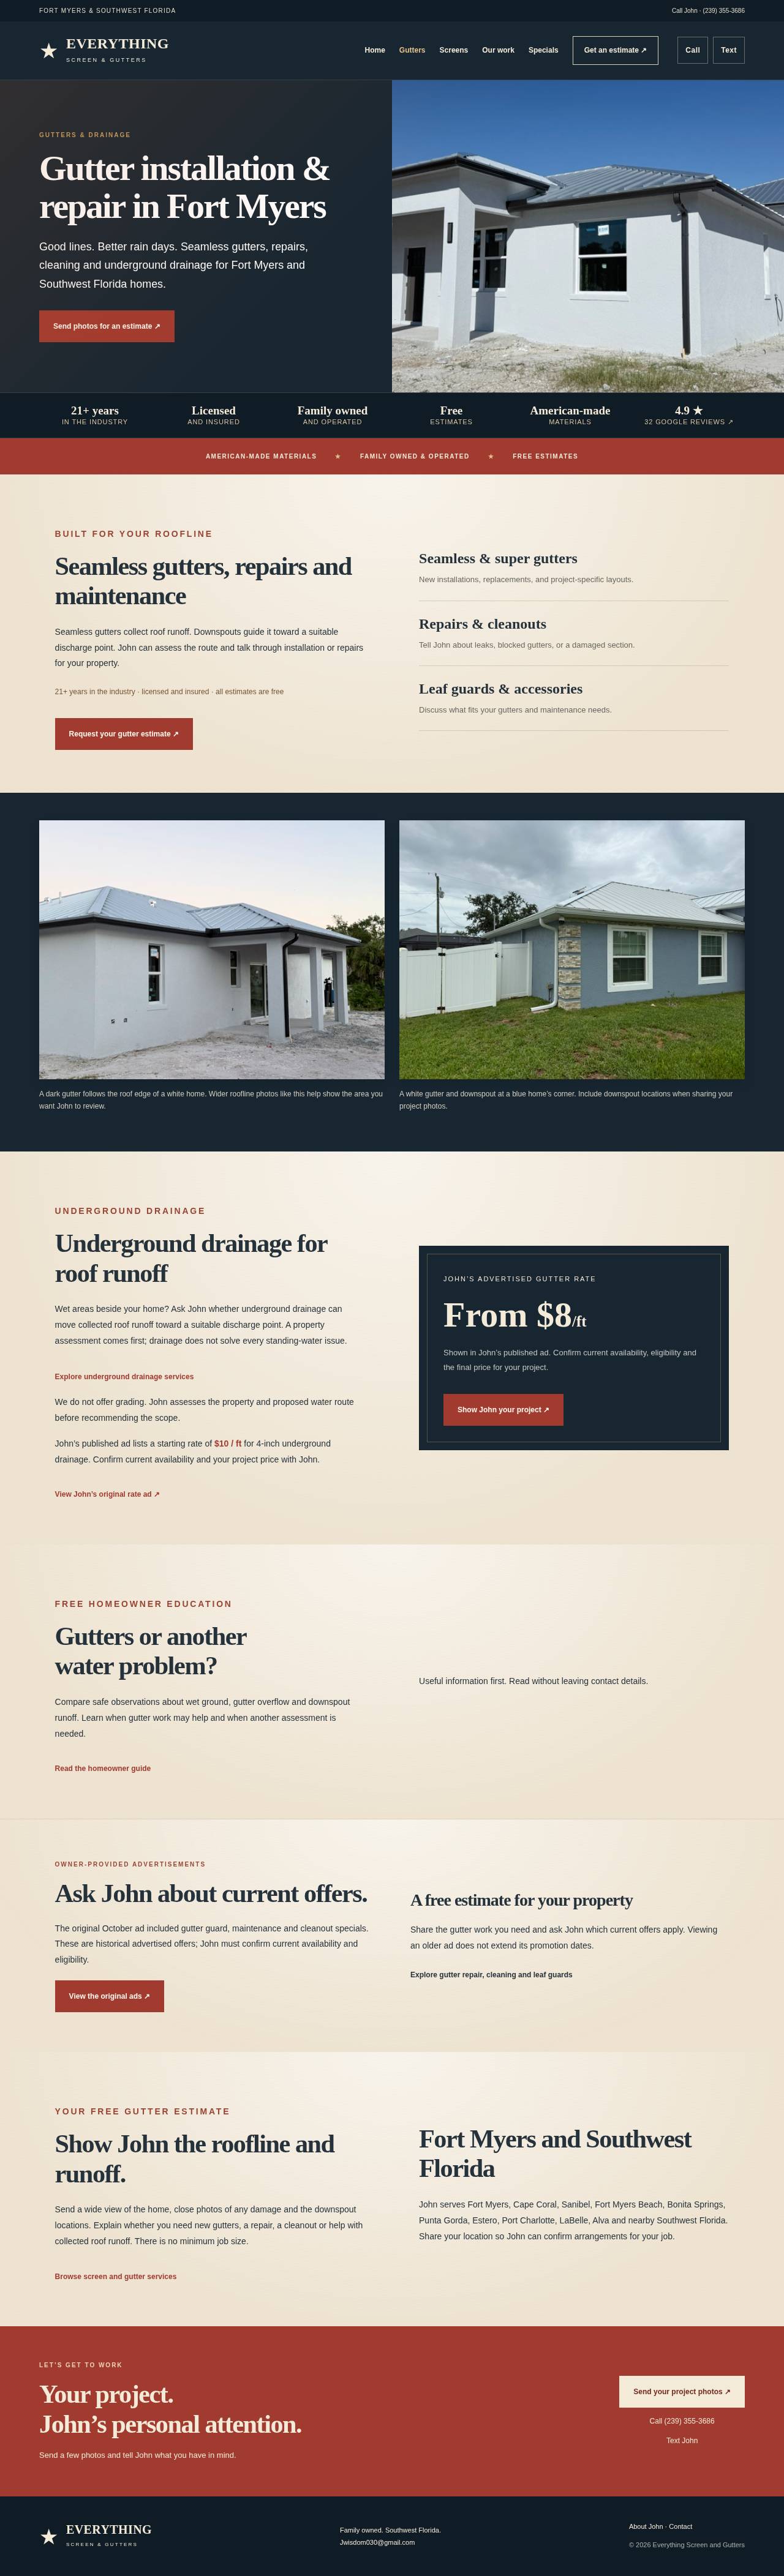 FORT MYERS & SOUTHWEST FLORIDA
Call John · (239) 355-3686
EVERYTHING
SCREEN & GUTTERS
Home
Gutters
Screens
Our work
Specials
Get an estimate ↗
Call
Text
GUTTERS & DRAINAGE
Gutter installation &
repair in Fort Myers
Good lines. Better rain days. Seamless gutters, repairs,
cleaning and underground drainage for Fort Myers and
Southwest Florida homes.
Send photos for an estimate ↗
21+ years
IN THE INDUSTRY
Licensed
AND INSURED
Family owned
AND OPERATED
Free
ESTIMATES
American-made
MATERIALS
4.9 ★
32 GOOGLE REVIEWS ↗
AMERICAN-MADE MATERIALS ★ FAMILY OWNED & OPERATED ★ FREE ESTIMATES
BUILT FOR YOUR ROOFLINE
Seamless gutters, repairs and
maintenance
Seamless gutters collect roof runoff. Downspouts guide it toward a suitable
discharge point. John can assess the route and talk through installation or repairs
for your property.
21+ years in the industry · licensed and insured · all estimates are free
Request your gutter estimate ↗
Seamless & super gutters
New installations, replacements, and project-specific layouts.
Repairs & cleanouts
Tell John about leaks, blocked gutters, or a damaged section.
Leaf guards & accessories
Discuss what fits your gutters and maintenance needs.
A dark gutter follows the roof edge of a white home. Wider roofline photos like this help show the area you
want John to review.
A white gutter and downspout at a blue home's corner. Include downspout locations when sharing your
project photos.
UNDERGROUND DRAINAGE
Underground drainage for
roof runoff
Wet areas beside your home? Ask John whether underground drainage can
move collected roof runoff toward a suitable discharge point. A property
assessment comes first; drainage does not solve every standing-water issue.
Explore underground drainage services
We do not offer grading. John assesses the property and proposed water route
before recommending the scope.
John's published ad lists a starting rate of $10 / ft for 4-inch underground
drainage. Confirm current availability and your project price with John.
View John's original rate ad ↗
JOHN'S ADVERTISED GUTTER RATE
From $8/ft
Shown in John's published ad. Confirm current availability, eligibility and
the final price for your project.
Show John your project ↗
FREE HOMEOWNER EDUCATION
Gutters or another
water problem?
Compare safe observations about wet ground, gutter overflow and downspout
runoff. Learn when gutter work may help and when another assessment is
needed.
Read the homeowner guide
Useful information first. Read without leaving contact details.
OWNER-PROVIDED ADVERTISEMENTS
Ask John about current offers.
The original October ad included gutter guard, maintenance and cleanout specials.
These are historical advertised offers; John must confirm current availability and
eligibility.
View the original ads ↗
A free estimate for your property
Share the gutter work you need and ask John which current offers apply. Viewing
an older ad does not extend its promotion dates.
Explore gutter repair, cleaning and leaf guards
YOUR FREE GUTTER ESTIMATE
Show John the roofline and
runoff.
Send a wide view of the home, close photos of any damage and the downspout
locations. Explain whether you need new gutters, a repair, a cleanout or help with
collected roof runoff. There is no minimum job size.
Browse screen and gutter services
Fort Myers and Southwest
Florida
John serves Fort Myers, Cape Coral, Sanibel, Fort Myers Beach, Bonita Springs,
Punta Gorda, Estero, Port Charlotte, LaBelle, Alva and nearby Southwest Florida.
Share your location so John can confirm arrangements for your job.
LET'S GET TO WORK
Your project.
John's personal attention.
Send a few photos and tell John what you have in mind.
Send your project photos ↗
Call (239) 355-3686
Text John
EVERYTHING
SCREEN & GUTTERS
Family owned. Southwest Florida.
Jwisdom030@gmail.com
About John · Contact
© 2026 Everything Screen and Gutters